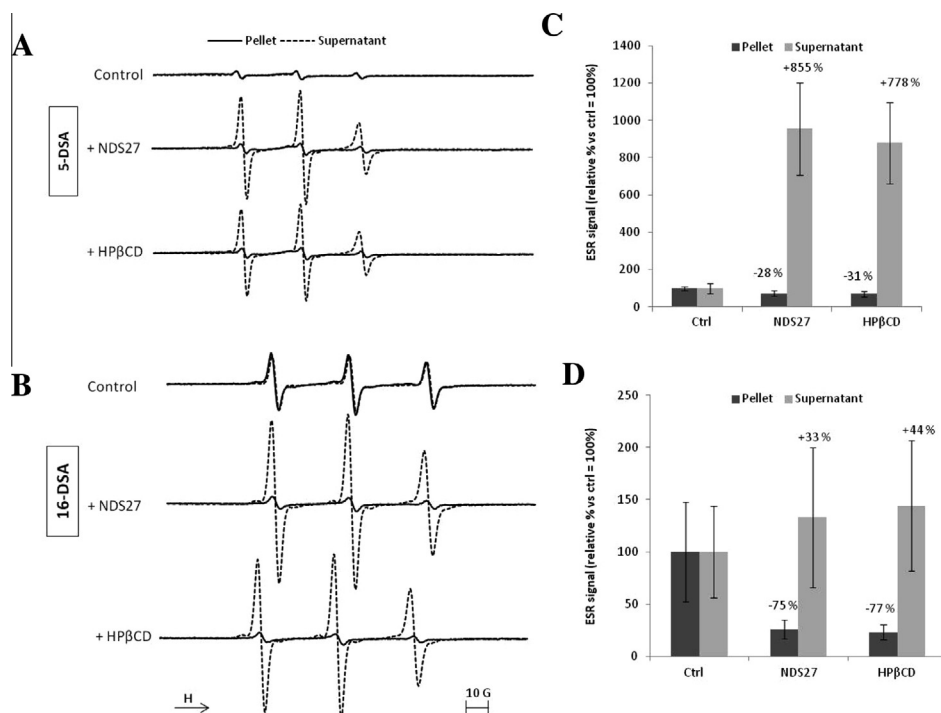 A
Pellet Supernatant
Control
5-DSA
+ NDS27
+ HPβCD
B
Control
16-DSA
+ NDS27
+ HPβCD
H
10 G
C
Pellet Supernatant
ESR signal (relative % vs ctrl = 100%)
1400
1200
1000
800
600
400
200
0
+855 %
+778 %
-28 %
-31 %
Ctrl NDS27 HPβCD
D
Pellet Supernatant
ESR signal (relative % vs ctrl = 100%)
250
200
150
100
50
0
+33 %
+44 %
-75 %
-77 %
Ctrl NDS27 HPβCD